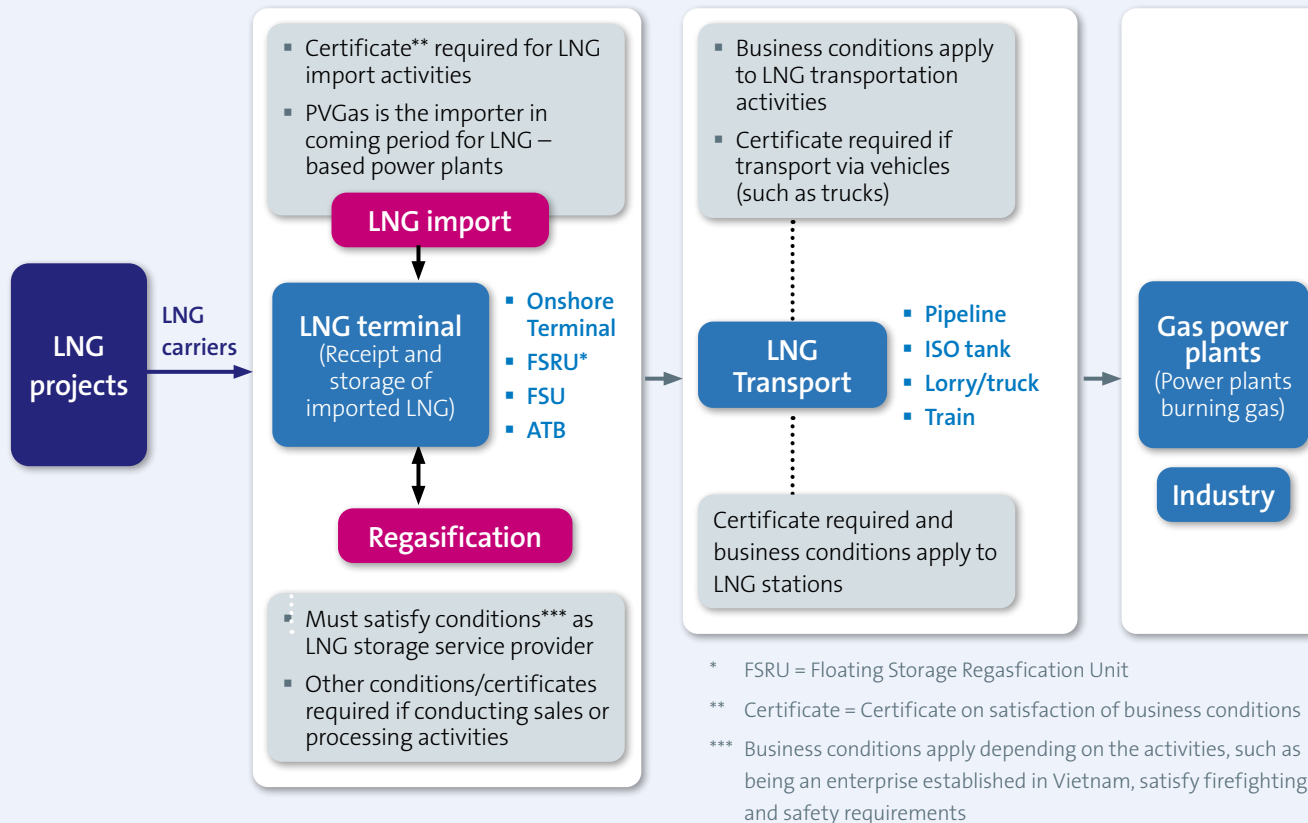 LNG
projects
LNG
carriers
▪ Certificate** required for LNG
import activities
▪ PVGas is the importer in
coming period for LNG –
based power plants
LNG import
LNG terminal
(Receipt and
storage of
imported LNG)
▪ Onshore
Terminal
▪ FSRU*
▪ FSU
▪ ATB
Regasification
▪ Must satisfy conditions*** as
LNG storage service provider
▪ Other conditions/certificates
required if conducting sales or
processing activities
▪ Business conditions apply
to LNG transportation
activities
▪ Certificate required if
transport via vehicles
(such as trucks)
LNG
Transport
▪ Pipeline
▪ ISO tank
▪ Lorry/truck
▪ Train
Certificate required and
business conditions apply to
LNG stations
Gas power
plants
(Power plants
burning gas)
Industry
* FSRU = Floating Storage Regasfication Unit
** Certificate = Certificate on satisfaction of business conditions
*** Business conditions apply depending on the activities, such as
being an enterprise established in Vietnam, satisfy firefighting
and safety requirements